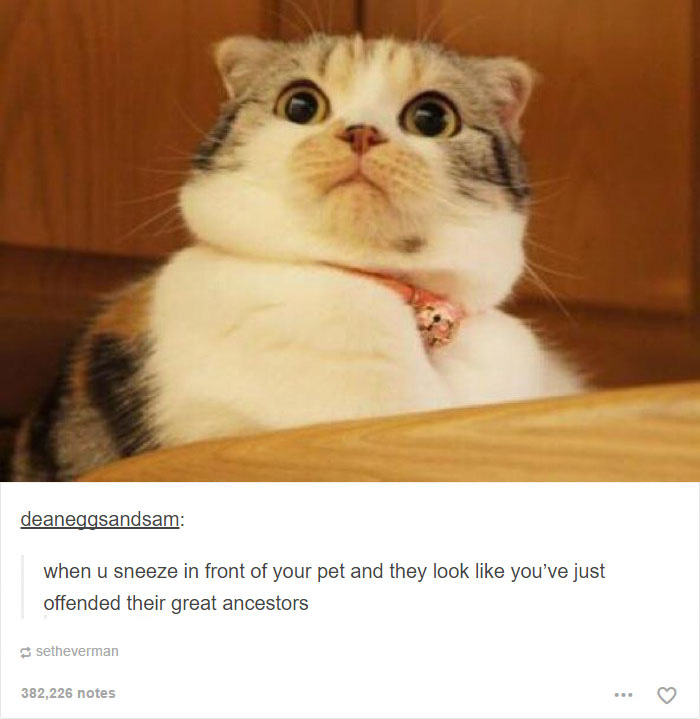 deaneggsandsam:
when u sneeze in front of your pet and they look like you’ve just
offended their great ancestors
setheverman
382,226 notes